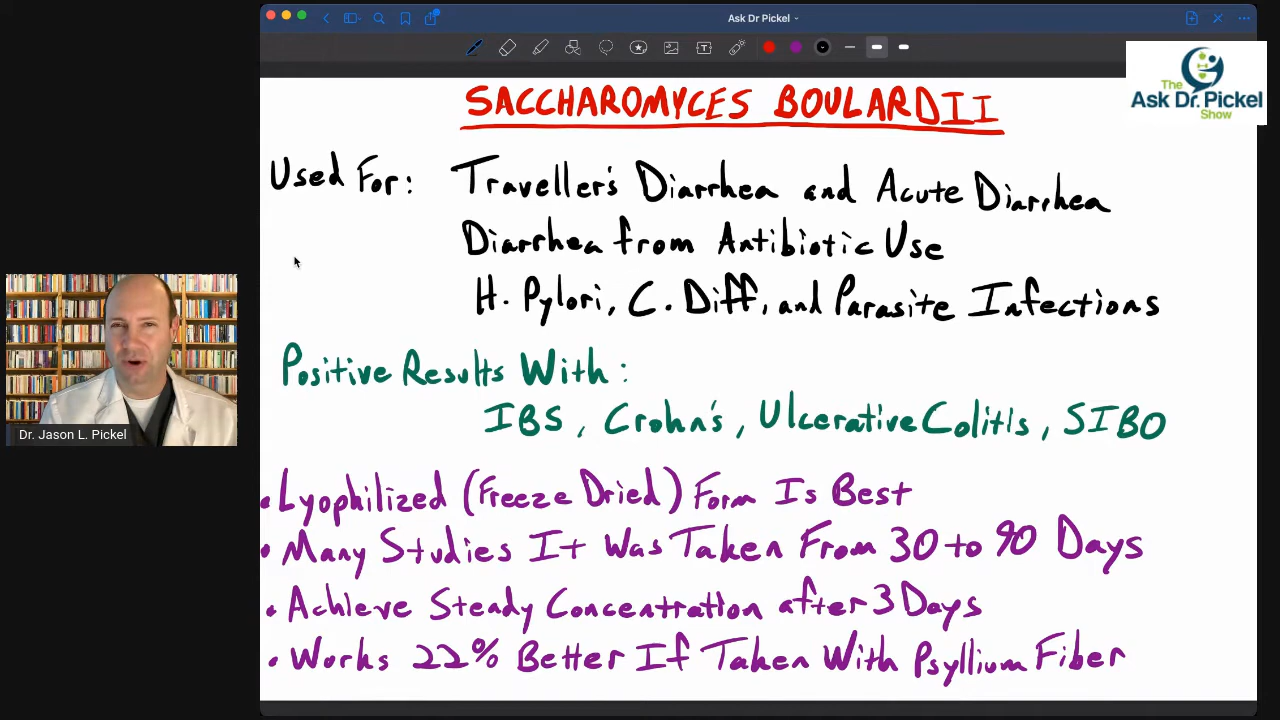 Ask Dr Pickel
The
Ask Dr. Pickel
Show
SACCHAROMYCES BOULARDII
Used For: Traveller's Diarrhea and Acute Diarrhea
Diarrhea from Antibiotic Use
H. Pylori, C. Diff, and Parasite Infections
Positive Results With:
IBS, Crohn's, Ulcerative Colitis, SIBO
• Lyophilized (Freeze Dried) Form Is Best
• Many Studies It Was Taken From 30 to 90 Days
• Achieve Steady Concentration after 3 Days
• Works 22% Better If Taken With Psyllium Fiber
Dr. Jason L. Pickel